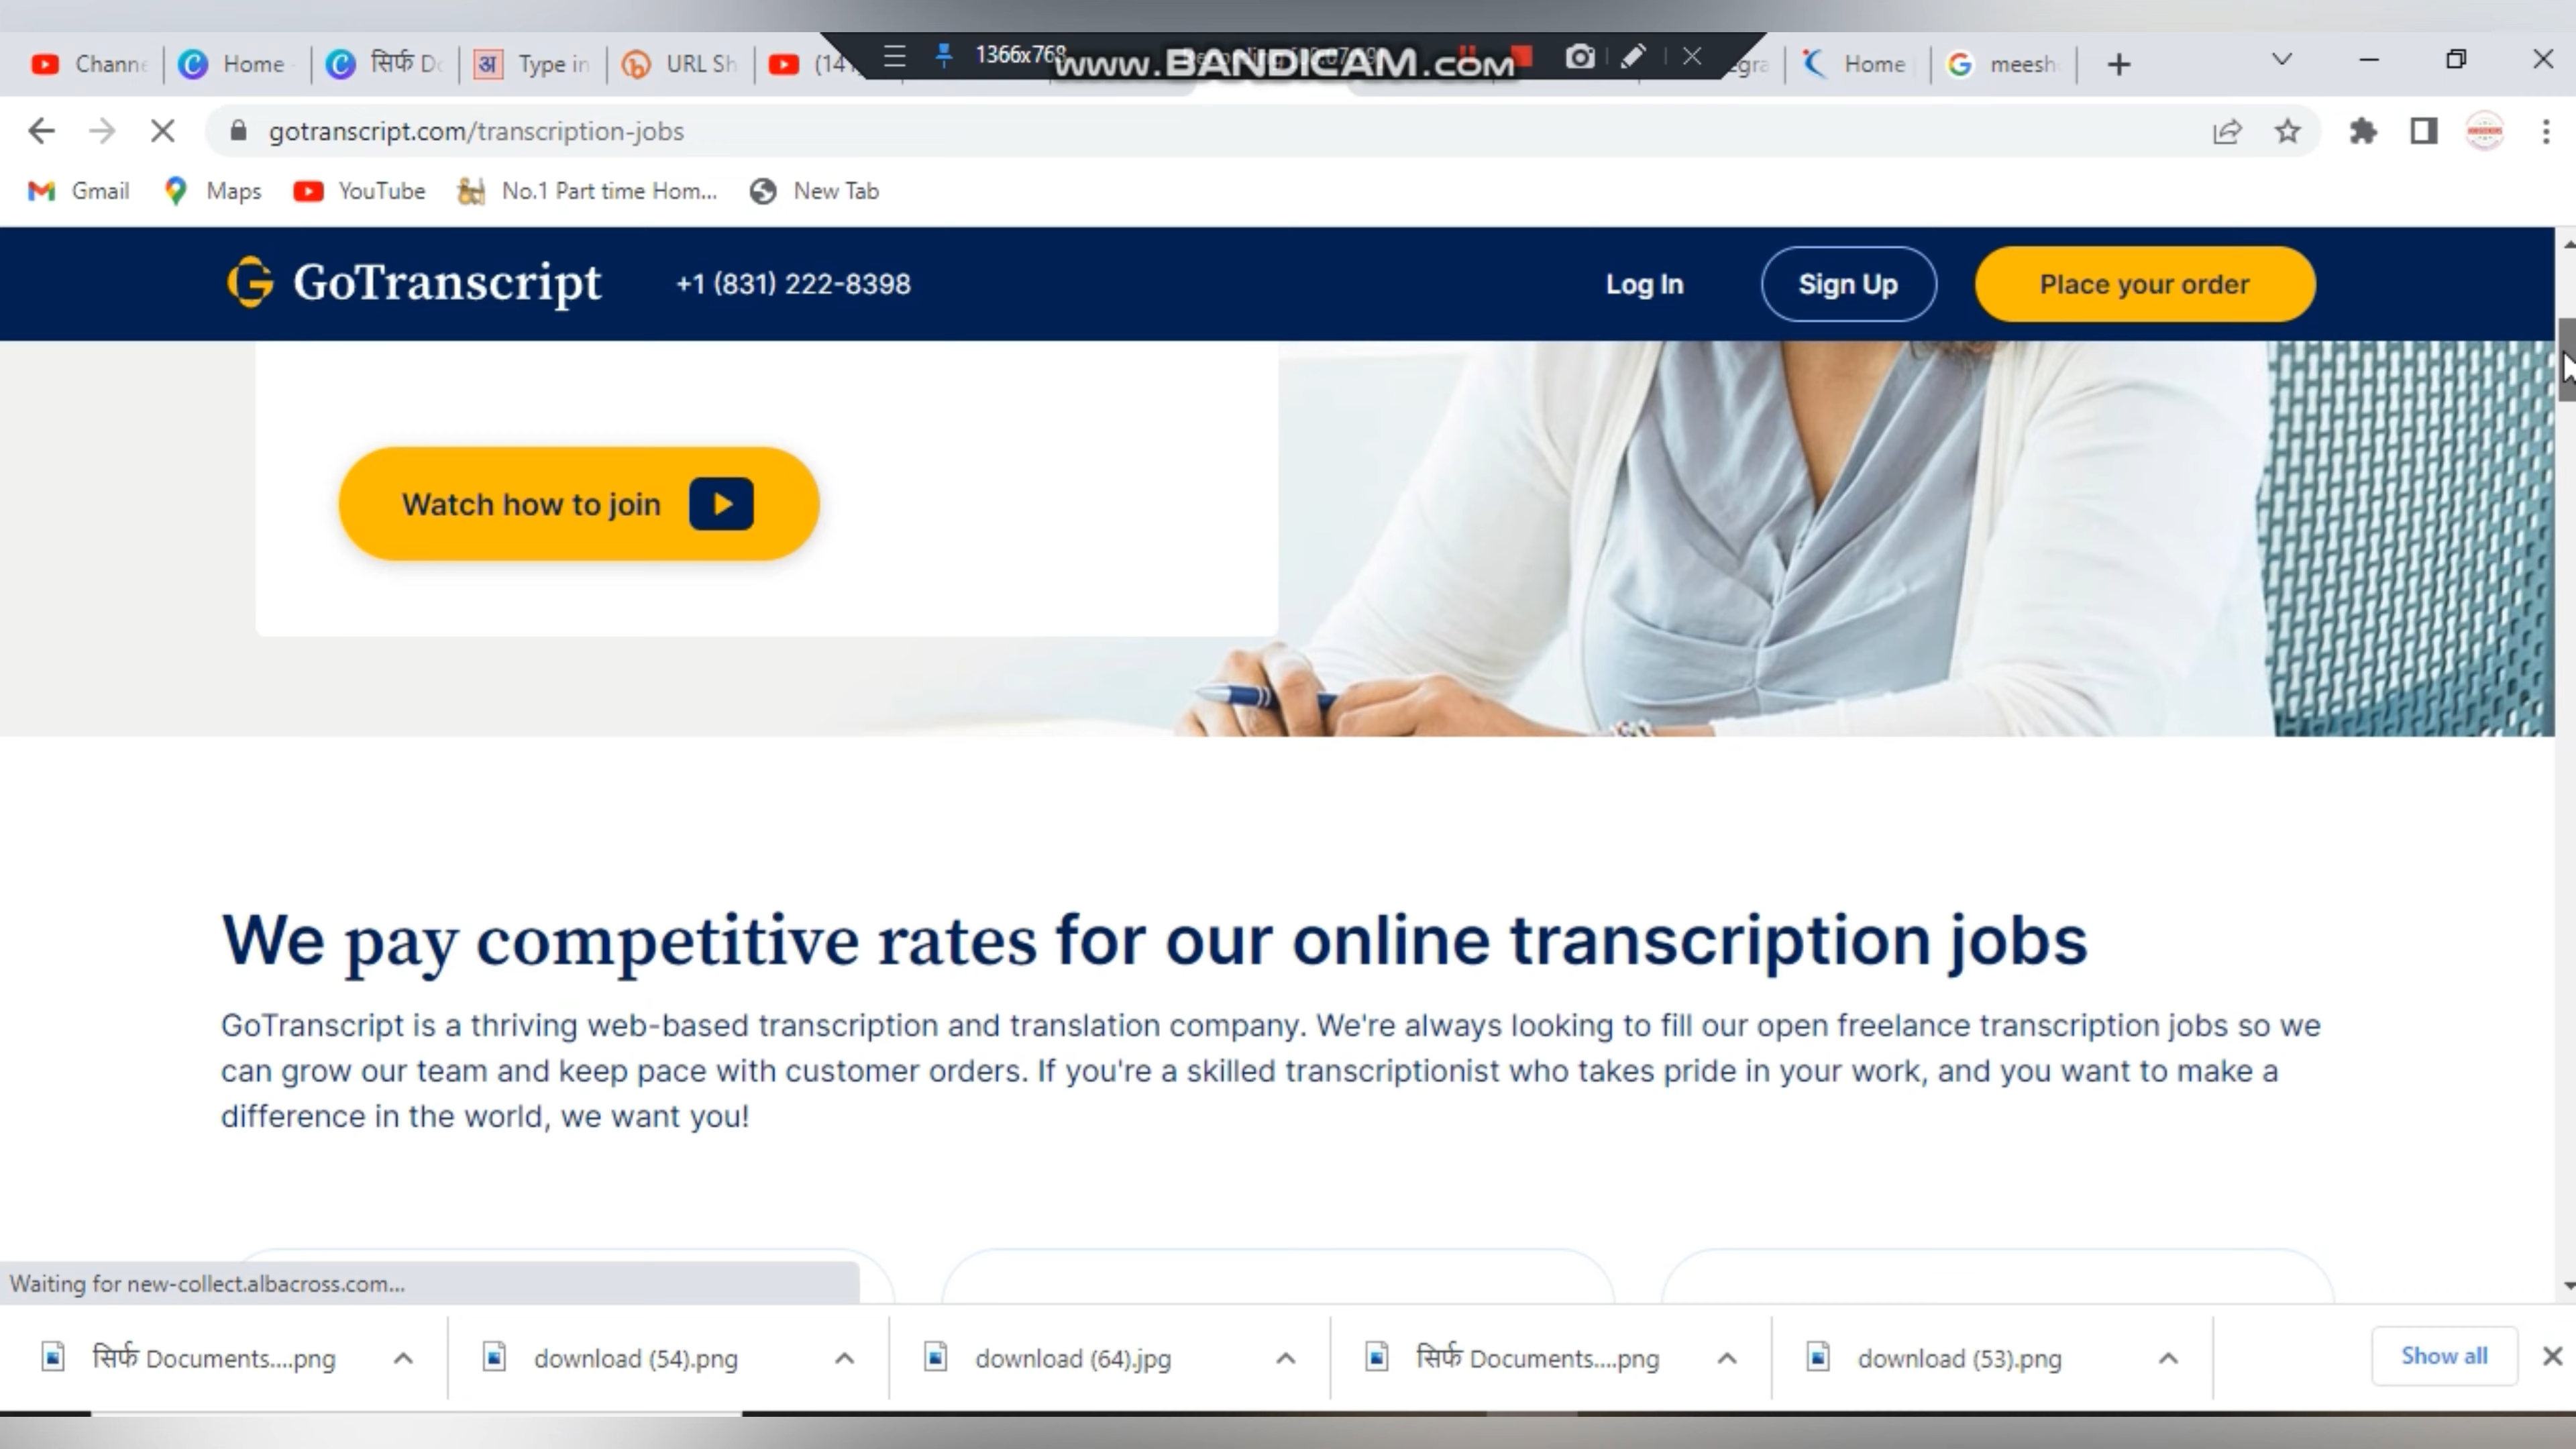 Channe
Home
सिर्फ Do
अ Type in
URL Sh
(141
1366x768
www.BANDICAM.com
egra
Home
meesh
gotranscript.com/transcription-jobs
Gmail
Maps
YouTube
No.1 Part time Hom...
New Tab
GoTranscript
+1 (831) 222-8398
Log In
Sign Up
Place your order
Watch how to join
We pay competitive rates for our online transcription jobs
GoTranscript is a thriving web-based transcription and translation company. We're always looking to fill our open freelance transcription jobs so we
can grow our team and keep pace with customer orders. If you're a skilled transcriptionist who takes pride in your work, and you want to make a
difference in the world, we want you!
Waiting for new-collect.albacross.com...
सिर्फ Documents....png
download (54).png
download (64).jpg
सिर्फ Documents....png
download (53).png
Show all